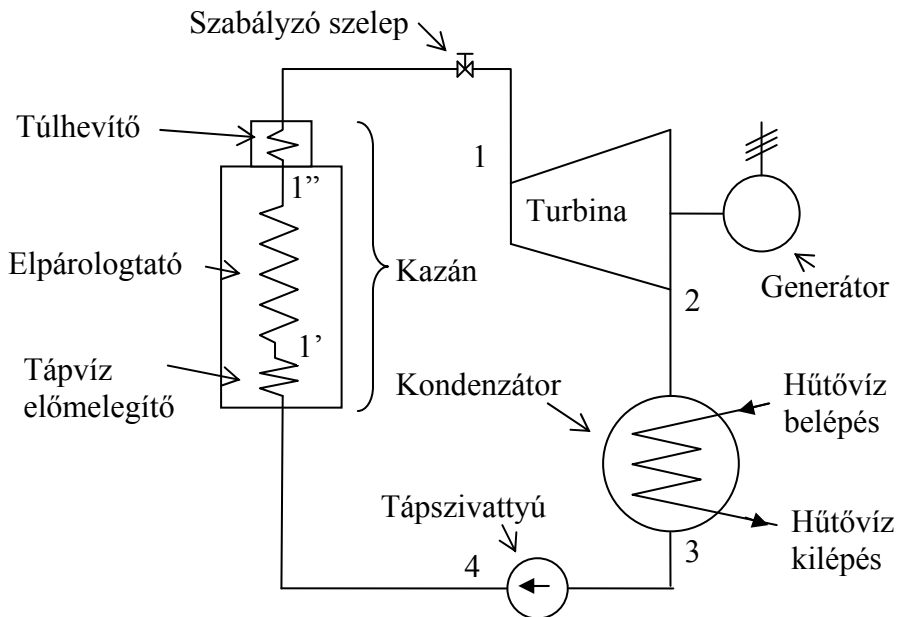 Szabályzó szelep
Túlhevítő
1
1”
Turbina
Elpárologtató
Kazán
Generátor
2
1’
Tápvíz
előmelegítő
Kondenzátor
Hűtővíz
belépés
Tápszivattyú
Hűtővíz
kilépés
3
4